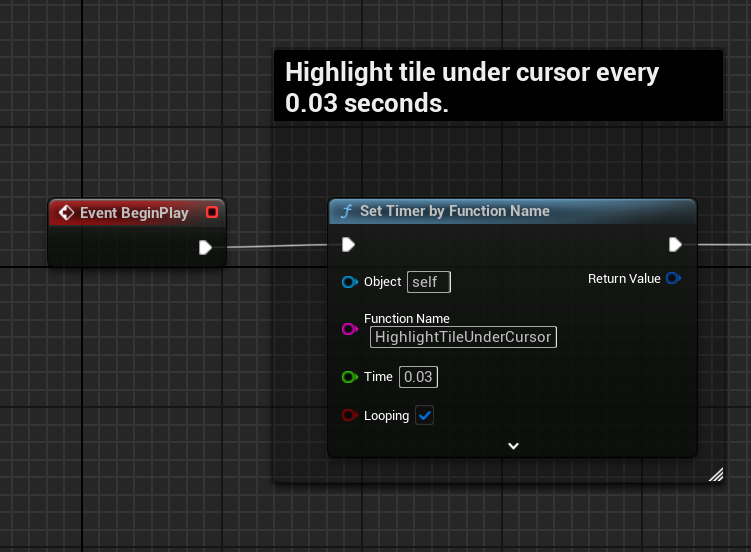 Highlight tile under cursor every
0.03 seconds.
Event BeginPlay
Set Timer by Function Name
Object self
Return Value
Function Name
HighlightTileUnderCursor
Time 0.03
Looping